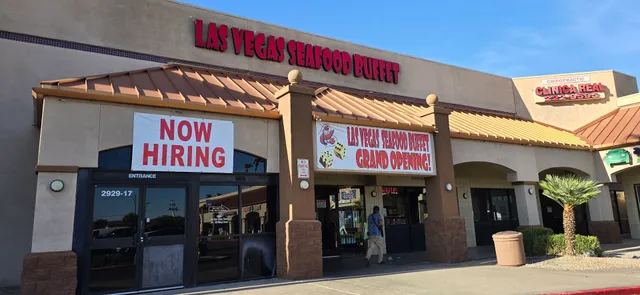 LAS VEGAS SEAFOOD BUFFET
CHIROPRACTIC
CLINICA REAL
NOW
HIRING
LAS VEGAS SEAFOOD BUFFET
GRAND OPENING!
ENTRANCE
2929-17